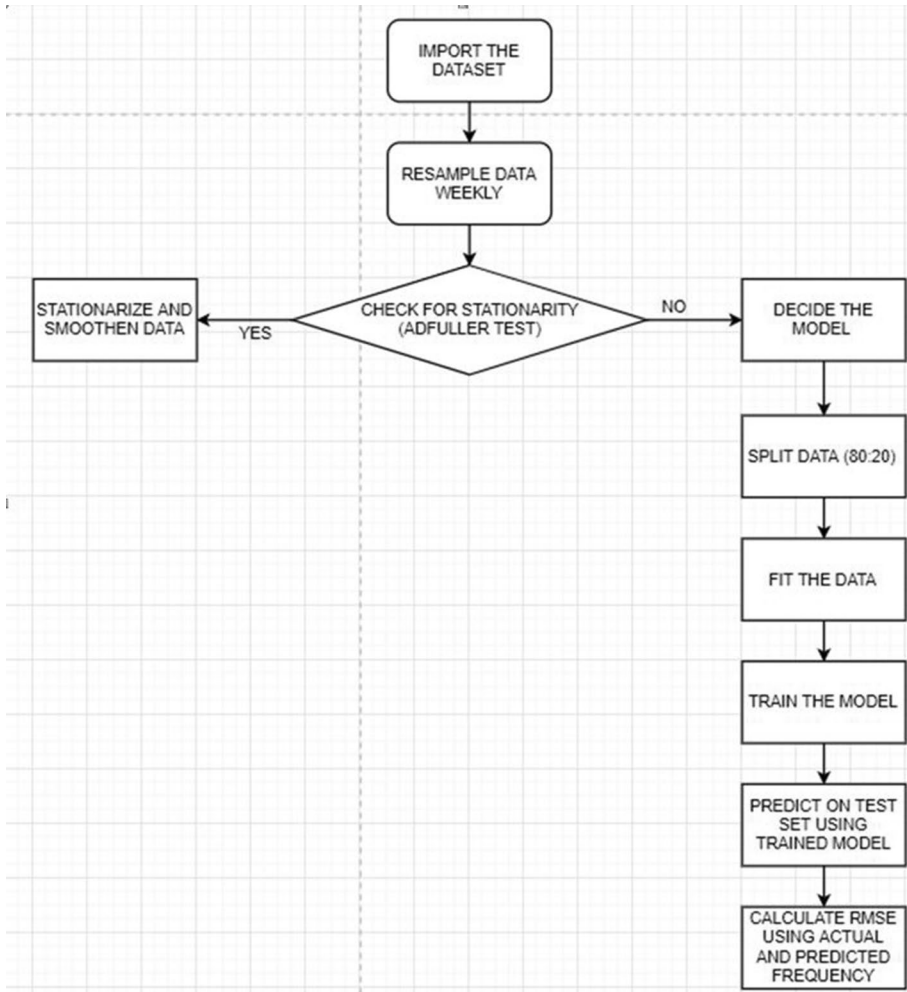 IMPORT THE
DATASET
RESAMPLE DATA
WEEKLY
CHECK FOR STATIONARITY
(ADFULLER TEST)
YES
STATIONARIZE AND
SMOOTHEN DATA
NO
DECIDE THE
MODEL
SPLIT DATA (80:20)
FIT THE DATA
TRAIN THE MODEL
PREDICT ON TEST
SET USING
TRAINED MODEL
CALCULATE RMSE
USING ACTUAL
AND PREDICTED
FREQUENCY